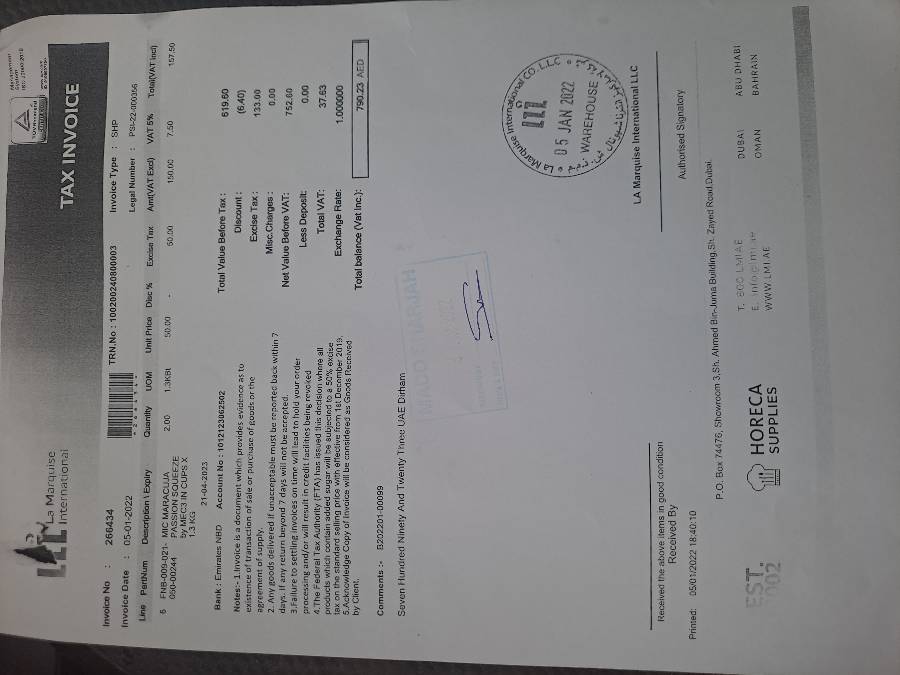 La Marquise
International
TAX INVOICE
Invoice No : 266434
TRN.No : 100200240800003
Invoice Type : SHP
Invoice Date : 05-01-2022
Legal Number : PSI-22-000356
Line PartNum Description \ Expiry Quantity UOM Unit Price Disc % Excise Tax Amt(VAT Excl) VAT 5% Total(VAT Incl)
6 FNB-009-021- MIC MARACUJA 2.00 1.3KBt 50.00 - 50.00 150.00 7.50 157.50
050-00244 PASSION SQUEEZE
by MEC3 IN CUPS X
1.3 KG
21-04-2023
Bank : Emirates NBD Account No : 1012123062502
Notes:- 1.Invoice is a document which provides evidence as to
existence of transaction of sale or purchase of goods or the
agreement of supply.
2. Any goods delivered if unacceptable must be reported back within 7
days. If any return beyond 7 days will not be accepted.
3.Failure to settling invoices on time will lead to hold your order
processing and/or will result in credit facilities being revoked
4.The Federal Tax Authority (FTA) has issued this decision where all
products which contain added sugar will be subjected to a 50% excise
tax on the standard selling price with effective from 1st December 2019.
5.Acknowledge Copy of Invoice will be considered as Goods Received
by Client.
Total Value Before Tax : 619.60
Discount : (6.40)
Excise Tax : 133.00
Misc.Charges : 0.00
Net Value Before VAT: 752.60
Less Deposit: 0.00
Total VAT: 37.63
Exchange Rate: 1.000000
Total balance (Vat Inc.): 790.23 AED
Comments :- B202201-00099
Seven Hundred Ninety And Twenty Three UAE Dirham
La Marquise International CO. L.L.C
05 JAN 2022
WAREHOUSE
LA Marquise International LLC
Received the above items in good condition
Received By
Authorised Signatory
Printed: 05/01/2022 18:40:10
P.O. Box 74476, Showroom 3,Sh. Ahmed Bin-Juma Building,Sh. Zayed Road,Dubai.
EST.
2002
HORECA
SUPPLIES
T. 800 LMI AE
E. info@lmi.ae
WWW.LMI.AE
DUBAI ABU DHABI
OMAN BAHRAIN